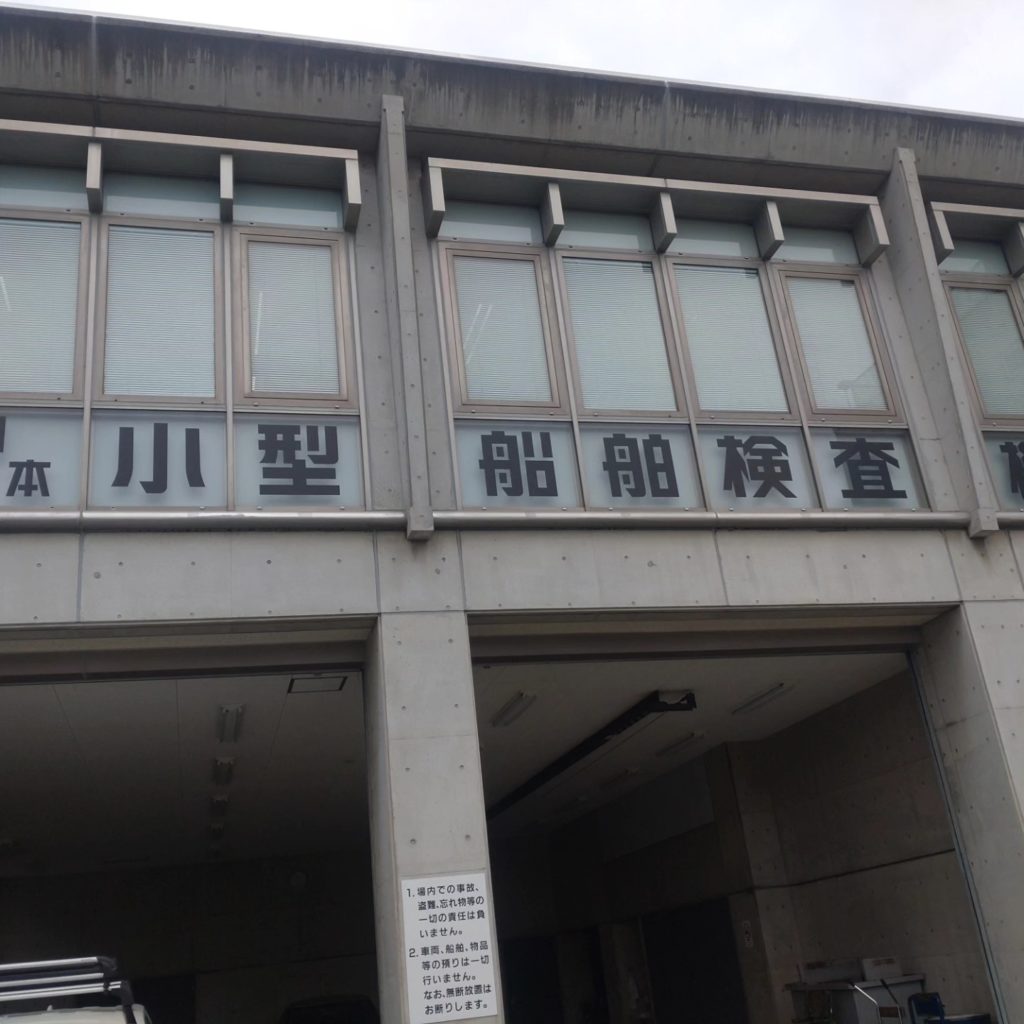 本 小型 船舶検査
1. 場内での事故、
盗難、忘れ物等の
一切の責任は負
いません。
2. 車両、船舶、物品
等の預りは一切
行いません。
なお、無断放置は
お断りします。